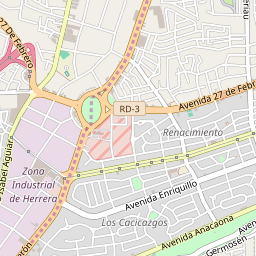 27 De Febrero
RD-3
Avenida 27 de Feb
Renacimiento
Isabel Aguiar
Zona
Industrial
de Herrera
Avenida Enriquillo
Los Cacicazgos
Avenida Anacaona